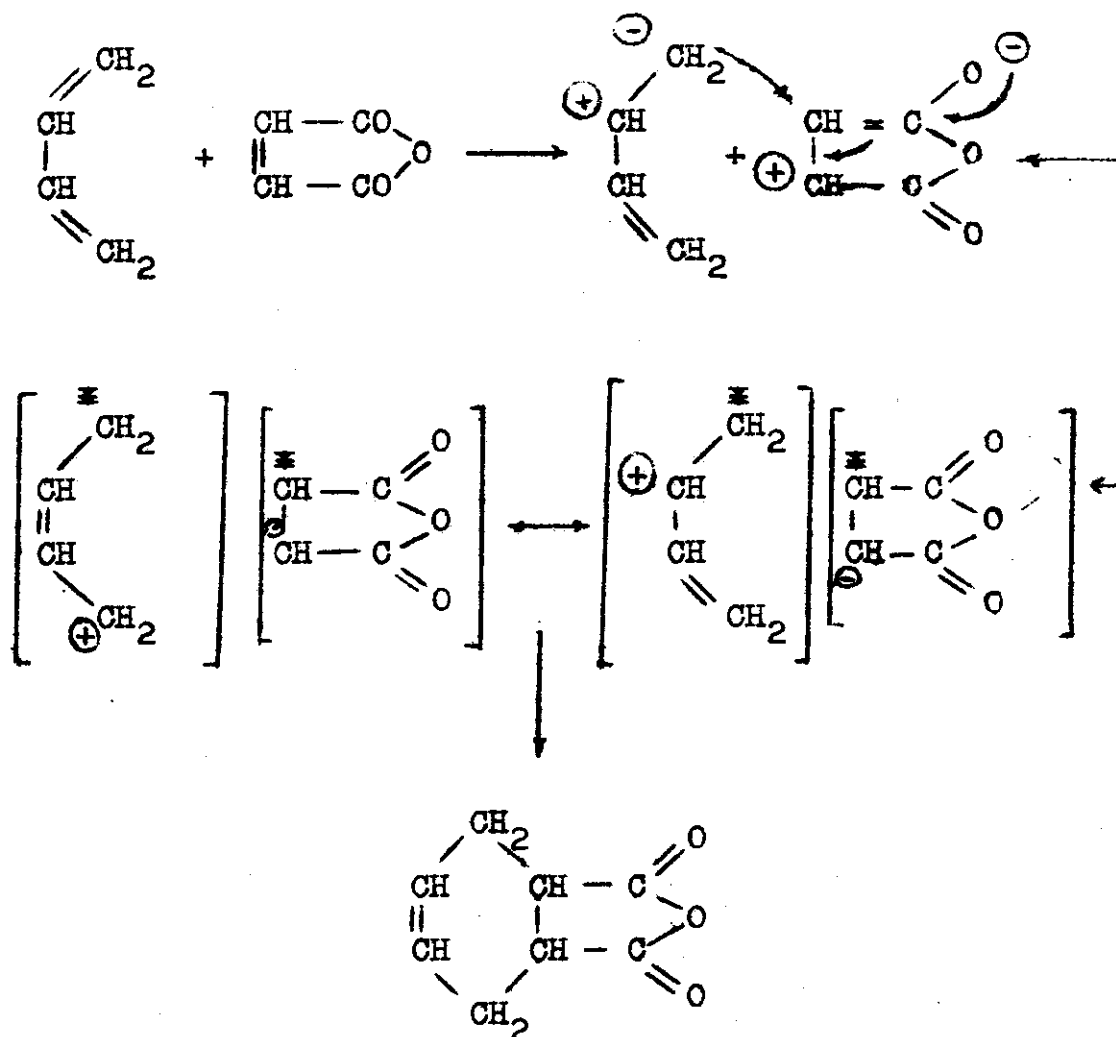 CH2 CH2 ⊖ ⊖ O
CH CH — CO ⊕ CH CH = C
+ O + O
CH CH — CO CH ⊕ CH — C
CH2 CH2 O
* *
CH2 O CH2 O
* ⊕ *
CH CH — C CH CH — C
O O
CH CH — C CH CH — C
⊖
CH2 O CH2 O
⊕
CH2 O
CH CH — C
O
CH CH — C
CH2 O